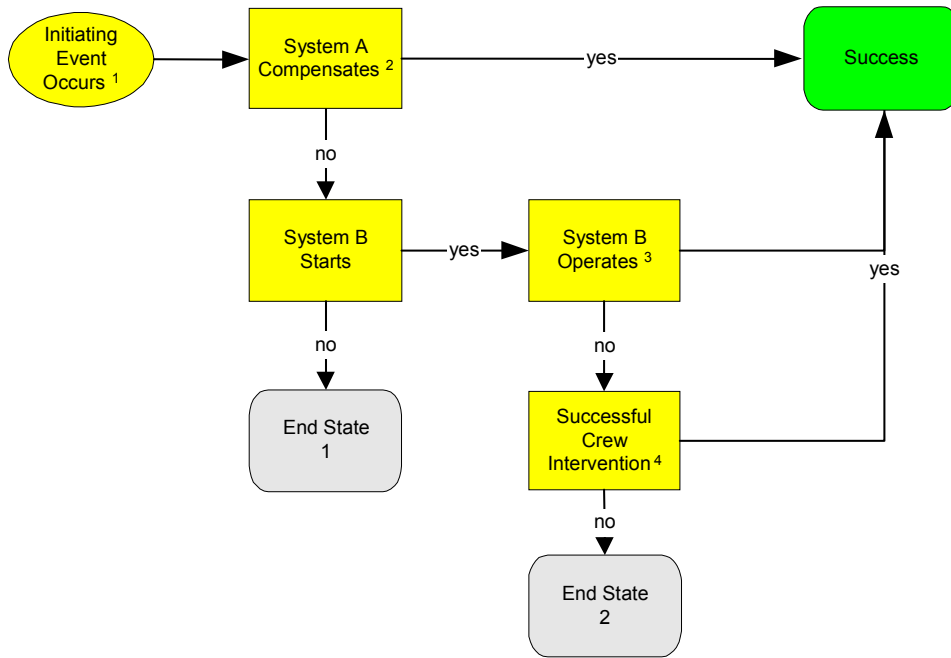 Initiating
Event
Occurs 1
System A
Compensates 2
yes
Success
no
System B
Starts
yes
System B
Operates 3
yes
no
no
End State
1
Successful
Crew
Intervention 4
no
End State
2